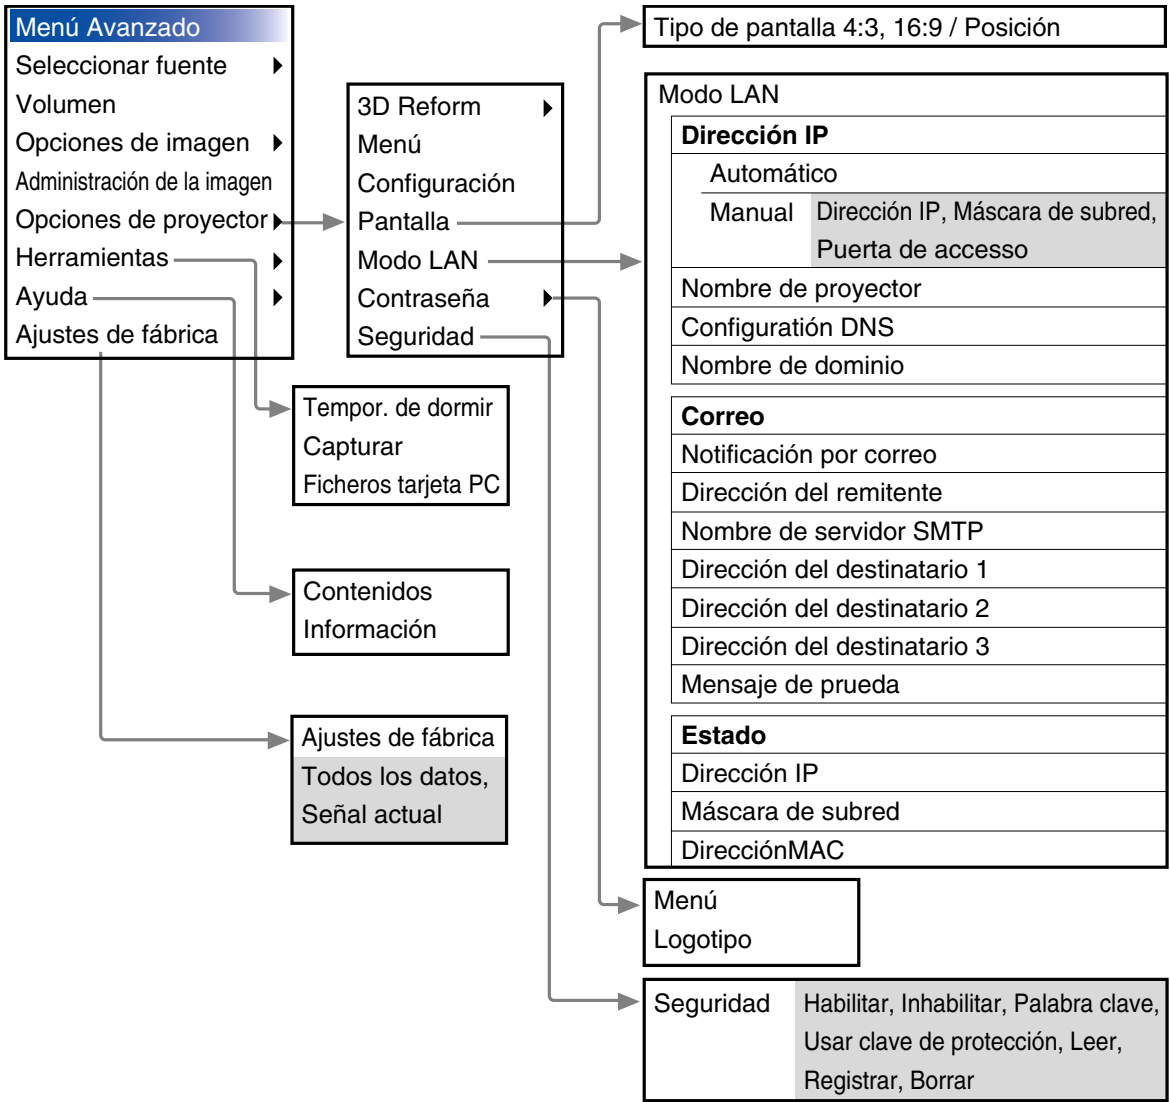 Menú Avanzado
Seleccionar fuente
Volumen
Opciones de imagen
Administración de la imagen
Opciones de proyector
Herramientas
Ayuda
Ajustes de fábrica
3D Reform
Menú
Configuración
Pantalla
Modo LAN
Contraseña
Seguridad
Tempor. de dormir
Capturar
Ficheros tarjeta PC
Contenidos
Información
Ajustes de fábrica
Todos los datos,
Señal actual
Tipo de pantalla 4:3, 16:9 / Posición
Modo LAN
Dirección IP
Automático
Manual Dirección IP, Máscara de subred,
Puerta de accesso
Nombre de proyector
Configuratión DNS
Nombre de dominio
Correo
Notificación por correo
Dirección del remitente
Nombre de servidor SMTP
Dirección del destinatario 1
Dirección del destinatario 2
Dirección del destinatario 3
Mensaje de prueba
Estado
Dirección IP
Máscara de subred
DirecciónMAC
Menú
Logotipo
Seguridad Habilitar, Inhabilitar, Palabra clave,
Usar clave de protección, Leer,
Registrar, Borrar